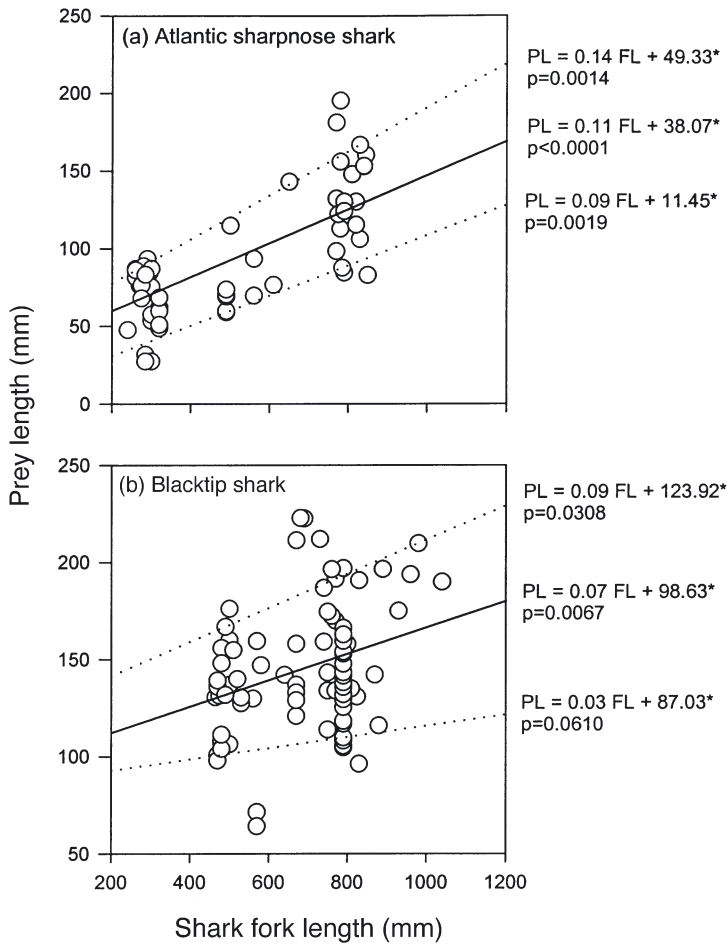 (a) Atlantic sharpnose shark
250
200
150
100
50
0
PL = 0.14 FL + 49.33*
p=0.0014
PL = 0.11 FL + 38.07*
p<0.0001
PL = 0.09 FL + 11.45*
p=0.0019
Prey length (mm)
(b) Blacktip shark
250
200
150
100
50
PL = 0.09 FL + 123.92*
p=0.0308
PL = 0.07 FL + 98.63*
p=0.0067
PL = 0.03 FL + 87.03*
p=0.0610
200 400 600 800 1000 1200
Shark fork length (mm)